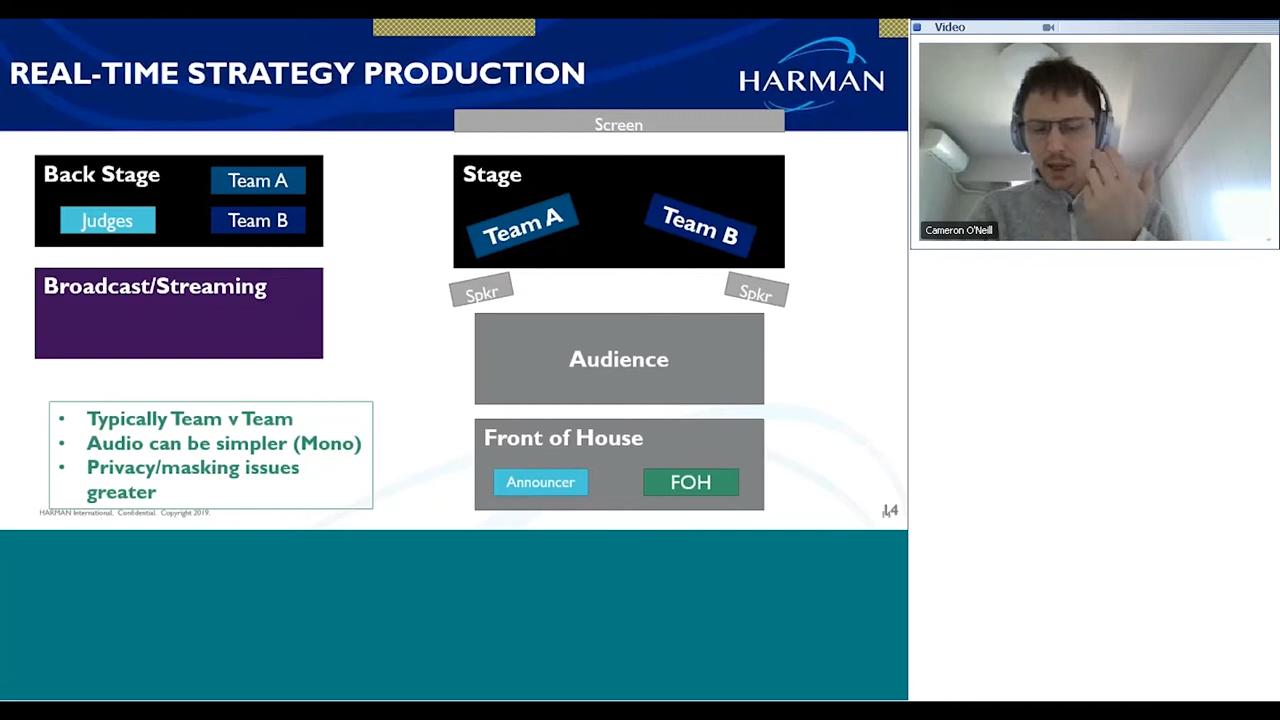 REAL-TIME STRATEGY PRODUCTION
HARMAN
Screen
Back Stage
Team A
Judges
Team B
Stage
Team A
Team B
Broadcast/Streaming
Spkr
Spkr
Audience
• Typically Team v Team
• Audio can be simpler (Mono)
• Privacy/masking issues
greater
Front of House
Announcer
FOH
HARMAN International. Confidential. Copyright 2019.
14
Video
Cameron O'Neill